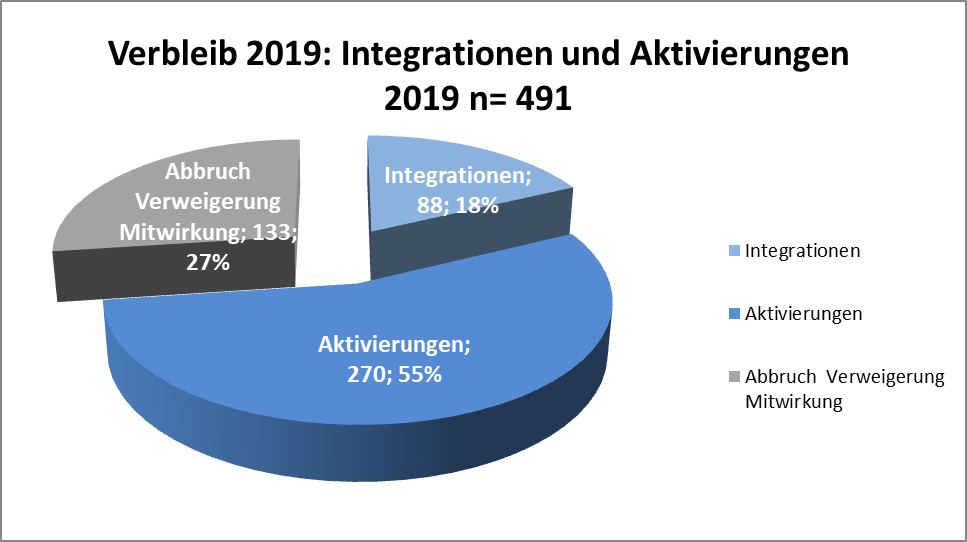 Verbleib 2019: Integrationen und Aktivierungen
2019 n= 491
Abbruch
Verweigerung
Mitwirkung; 133;
27%
Integrationen;
88; 18%
Aktivierungen;
270; 55%
Integrationen
Aktivierungen
Abbruch Verweigerung
Mitwirkung